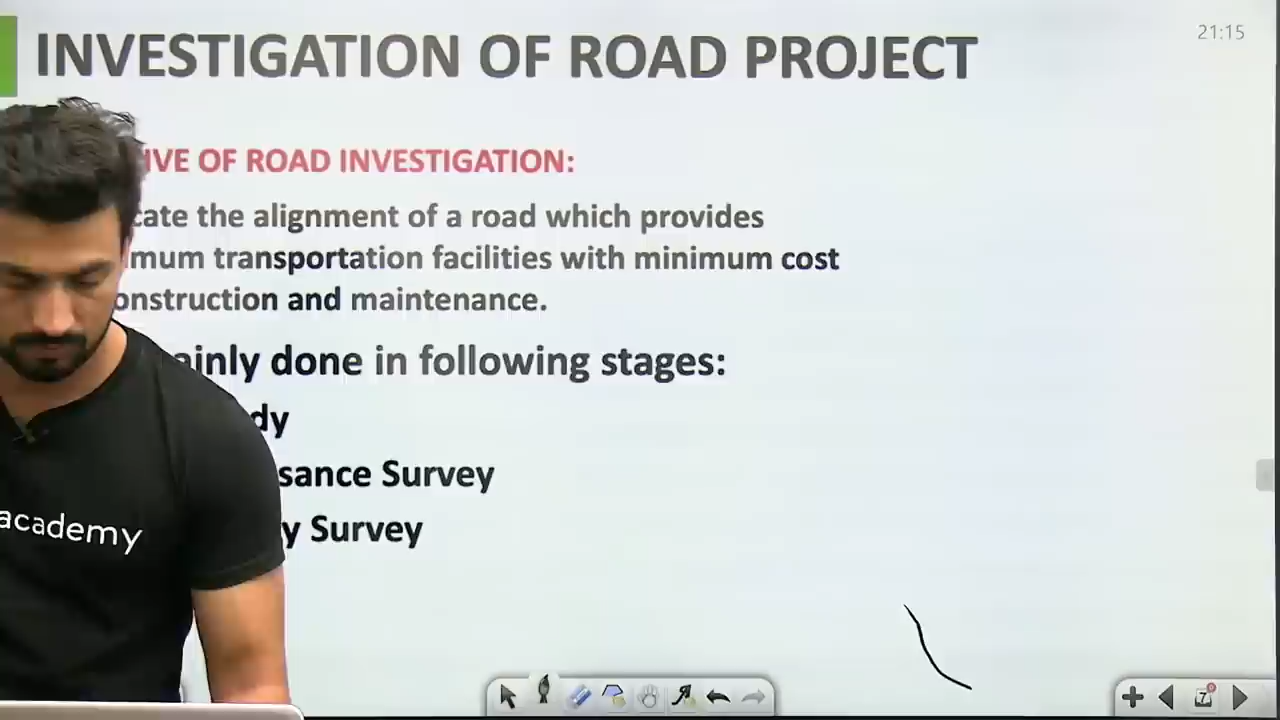 INVESTIGATION OF ROAD PROJECT
21:15
IVE OF ROAD INVESTIGATION:
cate the alignment of a road which provides
mum transportation facilities with minimum cost
onstruction and maintenance.
ainly done in following stages:
dy
sance Survey
y Survey
academy
7